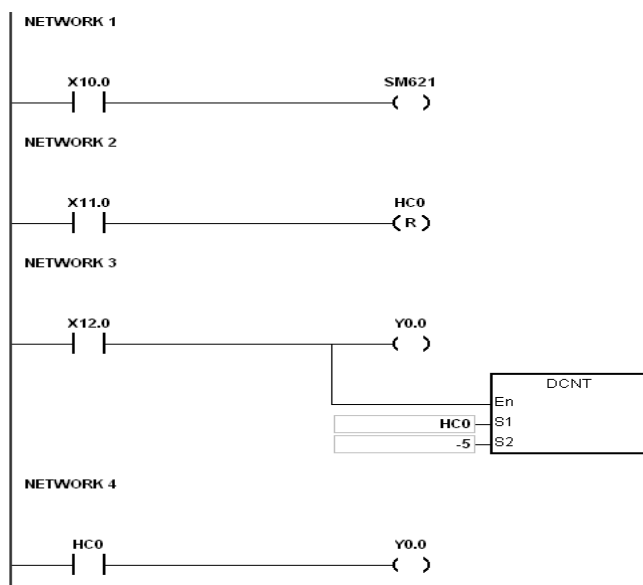 NETWORK 1
X10.0 SM621
( )
NETWORK 2
X11.0 HC0
( R )
NETWORK 3
X12.0 Y0.0
( )
DCNT
En
HC0 S1
-5 S2
NETWORK 4
HC0 Y0.0
( )